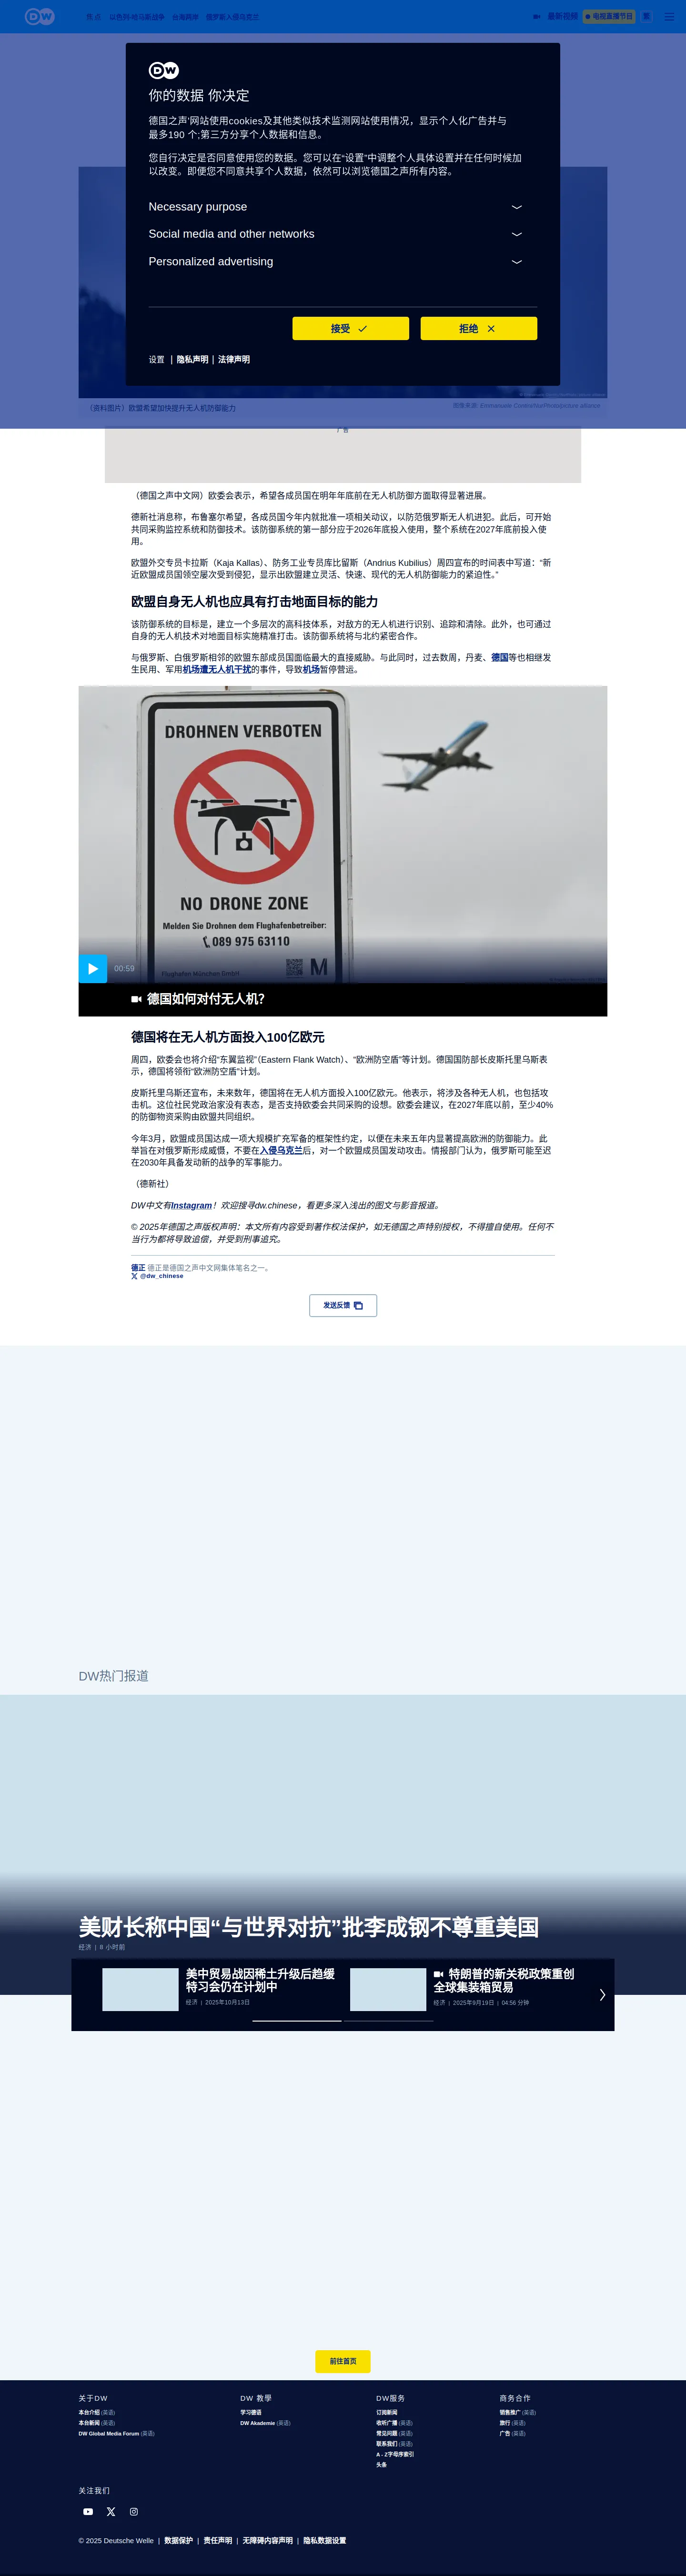 DW
热点
以色列-哈马斯战争
台海两岸
俄罗斯入侵乌克兰
最新视频
电视直播节目
繁
DW
你的数据 你决定
德国之声'网站使用cookies及其他类似技术监测网站使用情况，显示个人化广告并与
最多190 个;第三方分享个人数据和信息。
您自行决定是否同意使用您的数据。您可以在“设置”中调整个人具体设置并在任何时候加
以改变。即便您不同意共享个人数据，依然可以浏览德国之声所有内容。
Necessary purpose
Social media and other networks
Personalized advertising
接受
拒绝
设置 | 隐私声明 | 法律声明
（资料图片）欧盟希望加快提升无人机防御能力
图像来源: Emmanuele Contini/NurPhoto/picture alliance
广告
（德国之声中文网）欧委会表示，希望各成员国在明年年底前在无人机防御方面取得显著进展。
德新社消息称，布鲁塞尔希望，各成员国今年内就批准一项相关动议，以防范俄罗斯无人机进犯。此后，可开始
共同采购监控系统和防御技术。该防御系统的第一部分应于2026年底投入使用，整个系统在2027年底前投入使
用。
欧盟外交专员卡拉斯（Kaja Kallas）、防务工业专员库比留斯（Andrius Kubilius）周四宣布的时间表中写道：“新
近欧盟成员国领空屡次受到侵犯，显示出欧盟建立灵活、快速、现代的无人机防御能力的紧迫性。”
欧盟自身无人机也应具有打击地面目标的能力
该防御系统的目标是，建立一个多层次的高科技体系，对敌方的无人机进行识别、追踪和清除。此外，也可通过
自身的无人机技术对地面目标实施精准打击。该防御系统将与北约紧密合作。
与俄罗斯、白俄罗斯相邻的欧盟东部成员国面临最大的直接威胁。与此同时，过去数周，丹麦、德国等也相继发
生民用、军用机场遭无人机干扰的事件，导致机场暂停营运。
DROHNEN VERBOTEN
NO DRONE ZONE
Melden Sie Drohnen dem Flughafenbetreiber:
089 975 63110
Flughafen München GmbH
M
00:59
德国如何对付无人机？
德国将在无人机方面投入100亿欧元
周四，欧委会也将介绍“东翼监视”（Eastern Flank Watch）、“欧洲防空盾”等计划。德国国防部长皮斯托里乌斯表
示，德国将领衔“欧洲防空盾”计划。
皮斯托里乌斯还宣布，未来数年，德国将在无人机方面投入100亿欧元。他表示，将涉及各种无人机，也包括攻
击机。这位社民党政治家没有表态，是否支持欧委会共同采购的设想。欧委会建议，在2027年底以前，至少40%
的防御物资采购由欧盟共同组织。
今年3月，欧盟成员国达成一项大规模扩充军备的框架性约定，以便在未来五年内显著提高欧洲的防御能力。此
举旨在对俄罗斯形成威慑，不要在入侵乌克兰后，对一个欧盟成员国发动攻击。情报部门认为，俄罗斯可能至迟
在2030年具备发动新的战争的军事能力。
（德新社）
DW中文有Instagram！欢迎搜寻dw.chinese，看更多深入浅出的图文与影音报道。
© 2025年德国之声版权声明：本文所有内容受到著作权法保护，如无德国之声特别授权，不得擅自使用。任何不
当行为都将导致追偿，并受到刑事追究。
德正 德正是德国之声中文网集体笔名之一。
@dw_chinese
发送反馈
DW热门报道
美财长称中国“与世界对抗”批李成钢不尊重美国
经济 | 8 小时前
美中贸易战因稀土升级后趋缓
特习会仍在计划中
经济 | 2025年10月13日
特朗普的新关税政策重创
全球集装箱贸易
经济 | 2025年9月19日 | 04:56 分钟
前往首页
关于DW
本台介绍 (英语)
本台新闻 (英语)
DW Global Media Forum (英语)
DW 教學
学习德语
DW Akademie (英语)
DW服务
订阅新闻
收听广播 (英语)
常见问题 (英语)
联系我们 (英语)
A - Z字母序索引
头条
商务合作
销售推广 (英语)
旅行 (英语)
广告 (英语)
关注我们
© 2025 Deutsche Welle | 数据保护 | 责任声明 | 无障碍内容声明 | 隐私数据设置